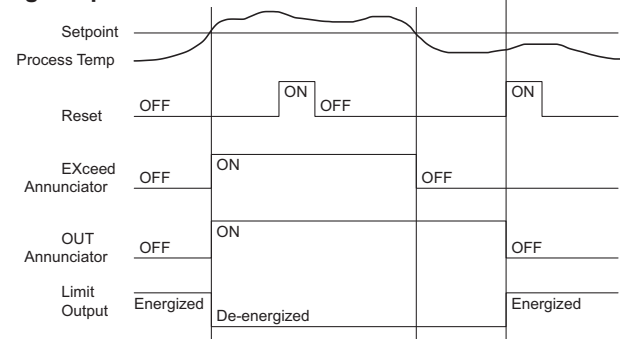 Setpoint
Process Temp
Reset
OFF
ON
OFF
ON
EXceed
Annunciator
OFF
ON
OFF
OUT
Annunciator
OFF
ON
OFF
Limit
Output
Energized
De-energized
Energized